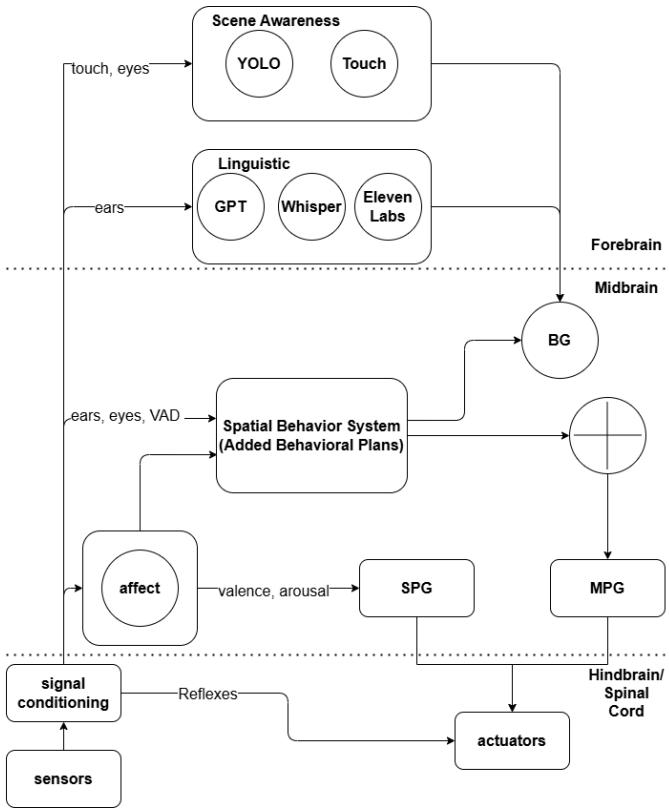 Scene Awareness
YOLO
Touch
touch, eyes
Linguistic
GPT
Whisper
Eleven
Labs
ears
Forebrain
Midbrain
BG
ears, eyes, VAD
Spatial Behavior System
(Added Behavioral Plans)
affect
valence, arousal
SPG
MPG
Hindbrain/
Spinal
Cord
signal
conditioning
Reflexes
actuators
sensors